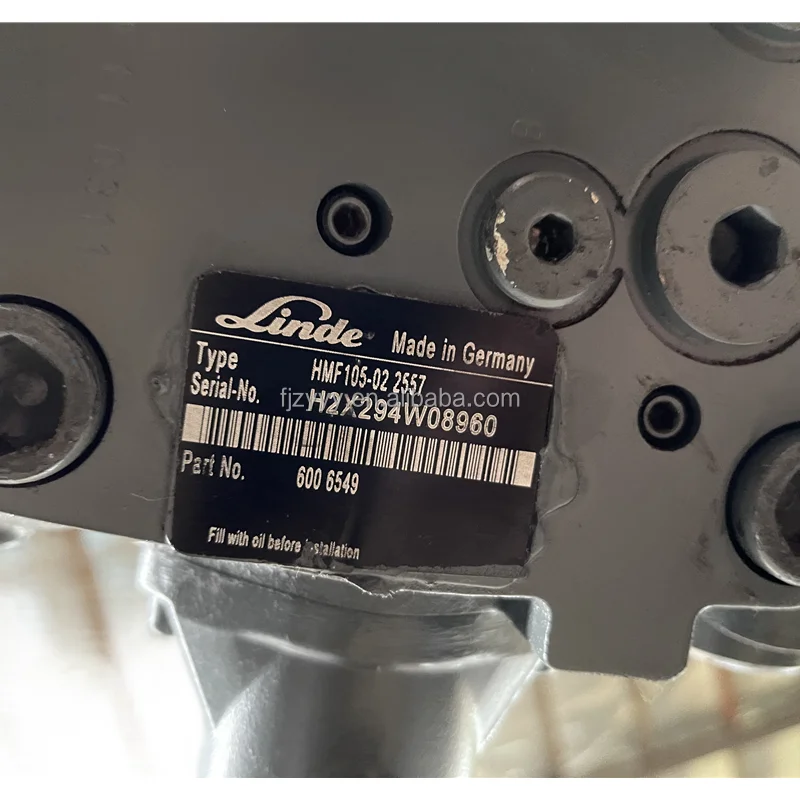 Linde Made in Germany
Type HMF105-02 2557
fjzyyy.en.alibaba.com
Serial-No. H2X294W08960
Part No. 600 6549
Fill with oil before installation